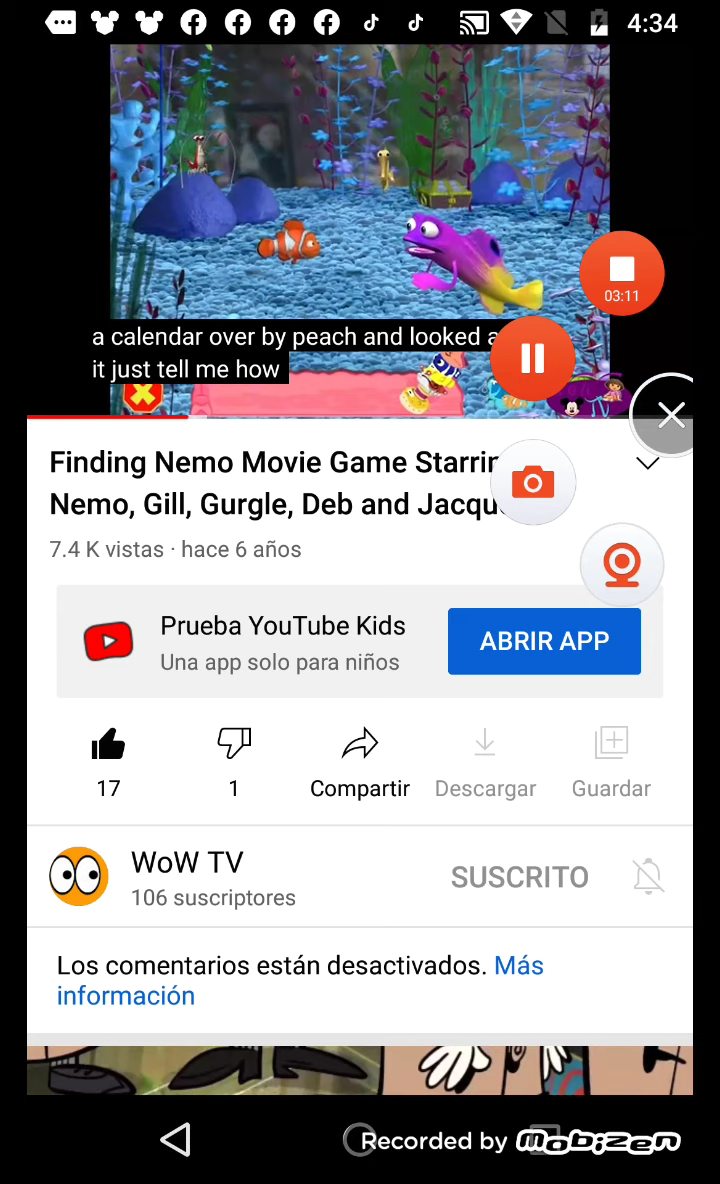 4:34
03:11
a calendar over by peach and looked a
it just tell me how
Finding Nemo Movie Game Starrin
Nemo, Gill, Gurgle, Deb and Jacqu
7.4 K vistas · hace 6 años
Prueba YouTube Kids
Una app solo para niños
ABRIR APP
17
1
Compartir
Descargar
Guardar
WoW TV
106 suscriptores
SUSCRITO
Los comentarios están desactivados. Más
información
Recorded by Mobizen